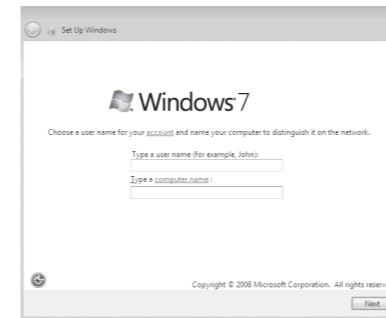 Set Up Windows
Windows 7
Choose a user name for your account and name your computer to distinguish it on the network.
Type a user name (for example, John):
Type a computer name:
Copyright © 2008 Microsoft Corporation. All rights reserv
Next